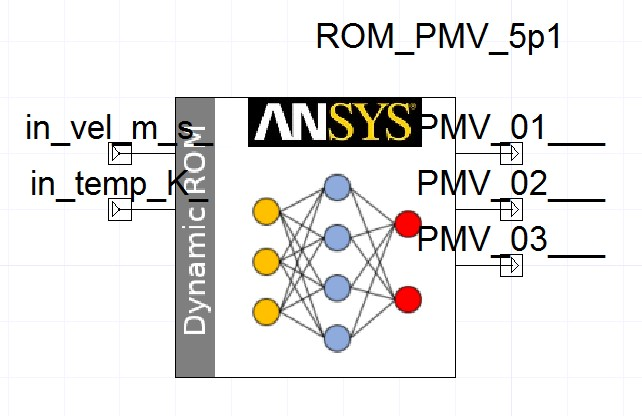 ROM_PMV_5p1
ANSYS®
in_vel_m_s_
PMV_01___
in_temp_K_
PMV_02___
PMV_03___
Dynamic ROM